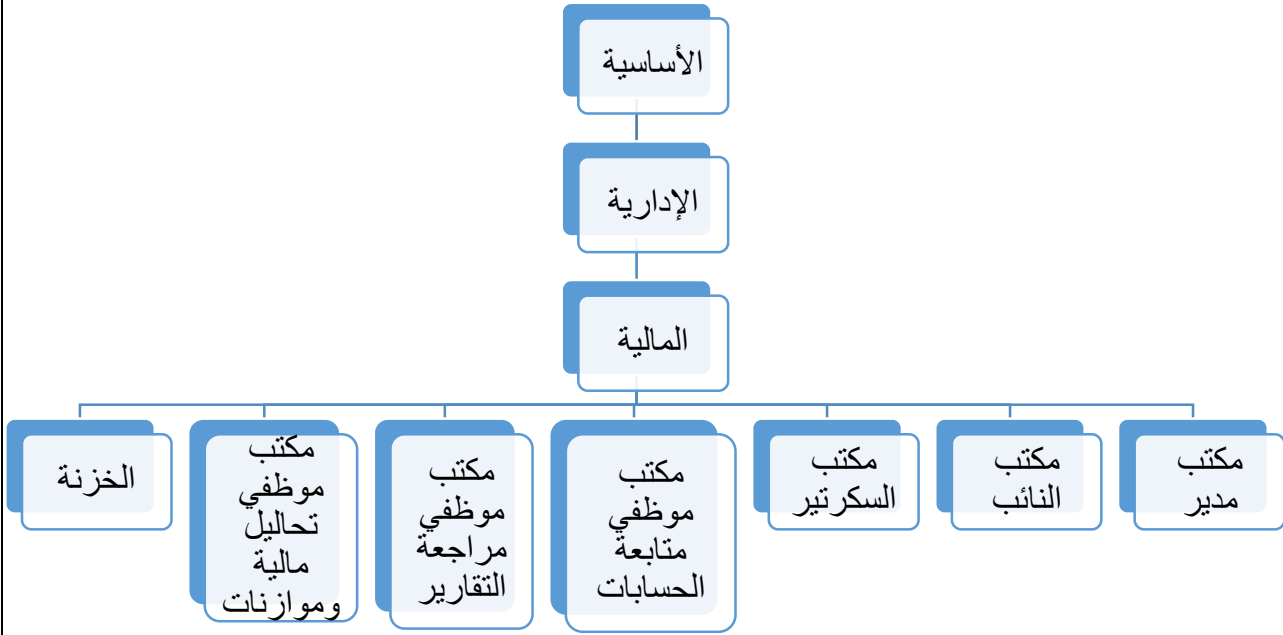 الأساسية
الإدارية
المالية
مكتب
مدير
مكتب
النائب
مكتب
السكرتير
مكتب
موظفي
متابعة
الحسابات
مكتب
موظفي
مراجعة
التقارير
مكتب
موظفي
تحاليل
مالية
وموازنات
الخزنة